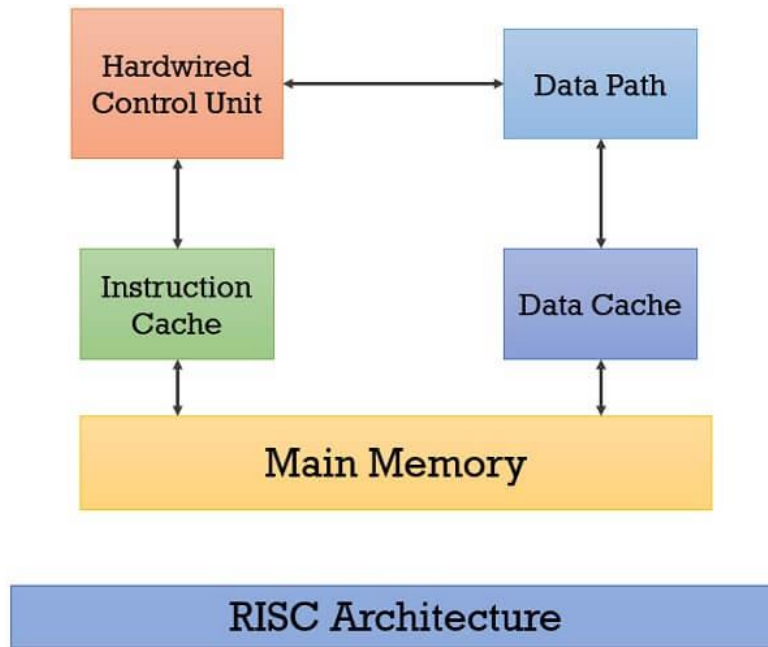 Hardwired
Control Unit
Data Path
Instruction
Cache
Data Cache
Main Memory
RISC Architecture